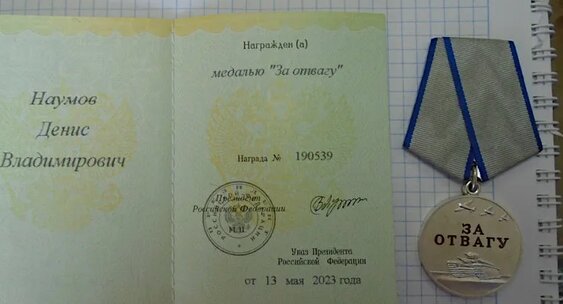 Наумов
Денис
Владимирович
Награжден (а)
медалью "За отвагу"
Награда № 190539
Президент
Российской Федерации
М.П.
Указ Президента
Российской Федерации
от 13 мая 2023 года
ЗА
ОТВАГУ